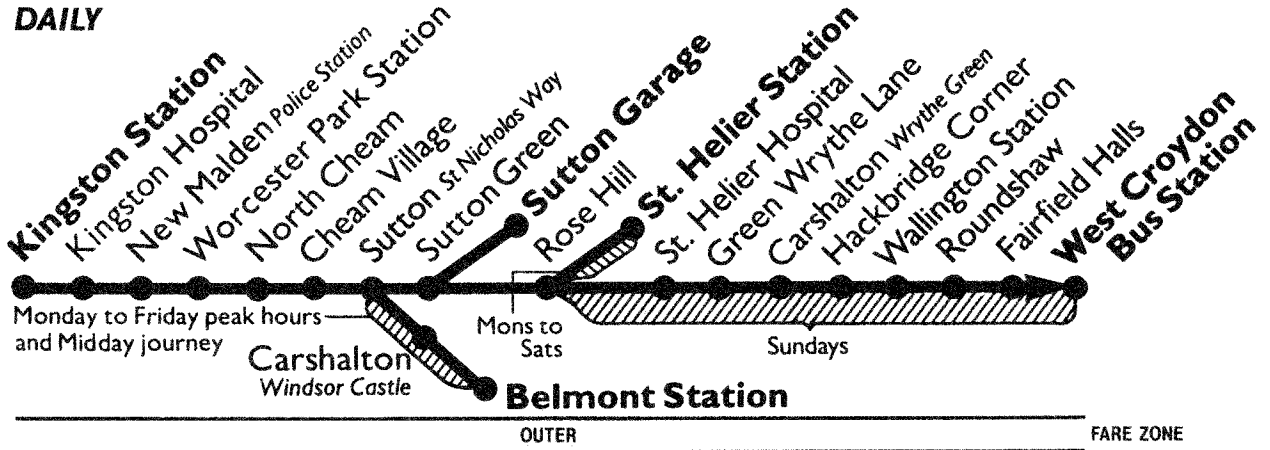 DAILY
Kingston Station
Kingston Hospital
New Malden Police Station
Worcester Park Station
North Cheam
Cheam Village
Sutton St Nicholas Way
Sutton Green
Sutton Garage
Rose Hill
St. Helier Station
St. Helier Hospital
Green Wrythe Lane
Carshalton Wrythe Green
Hackbridge Corner
Wallington Station
Roundshaw
Fairfield Halls
West Croydon
Bus Station
Monday to Friday peak hours
and Midday journey
Mons to
Sats
Sundays
Carshalton
Windsor Castle
Belmont Station
OUTER
FARE ZONE